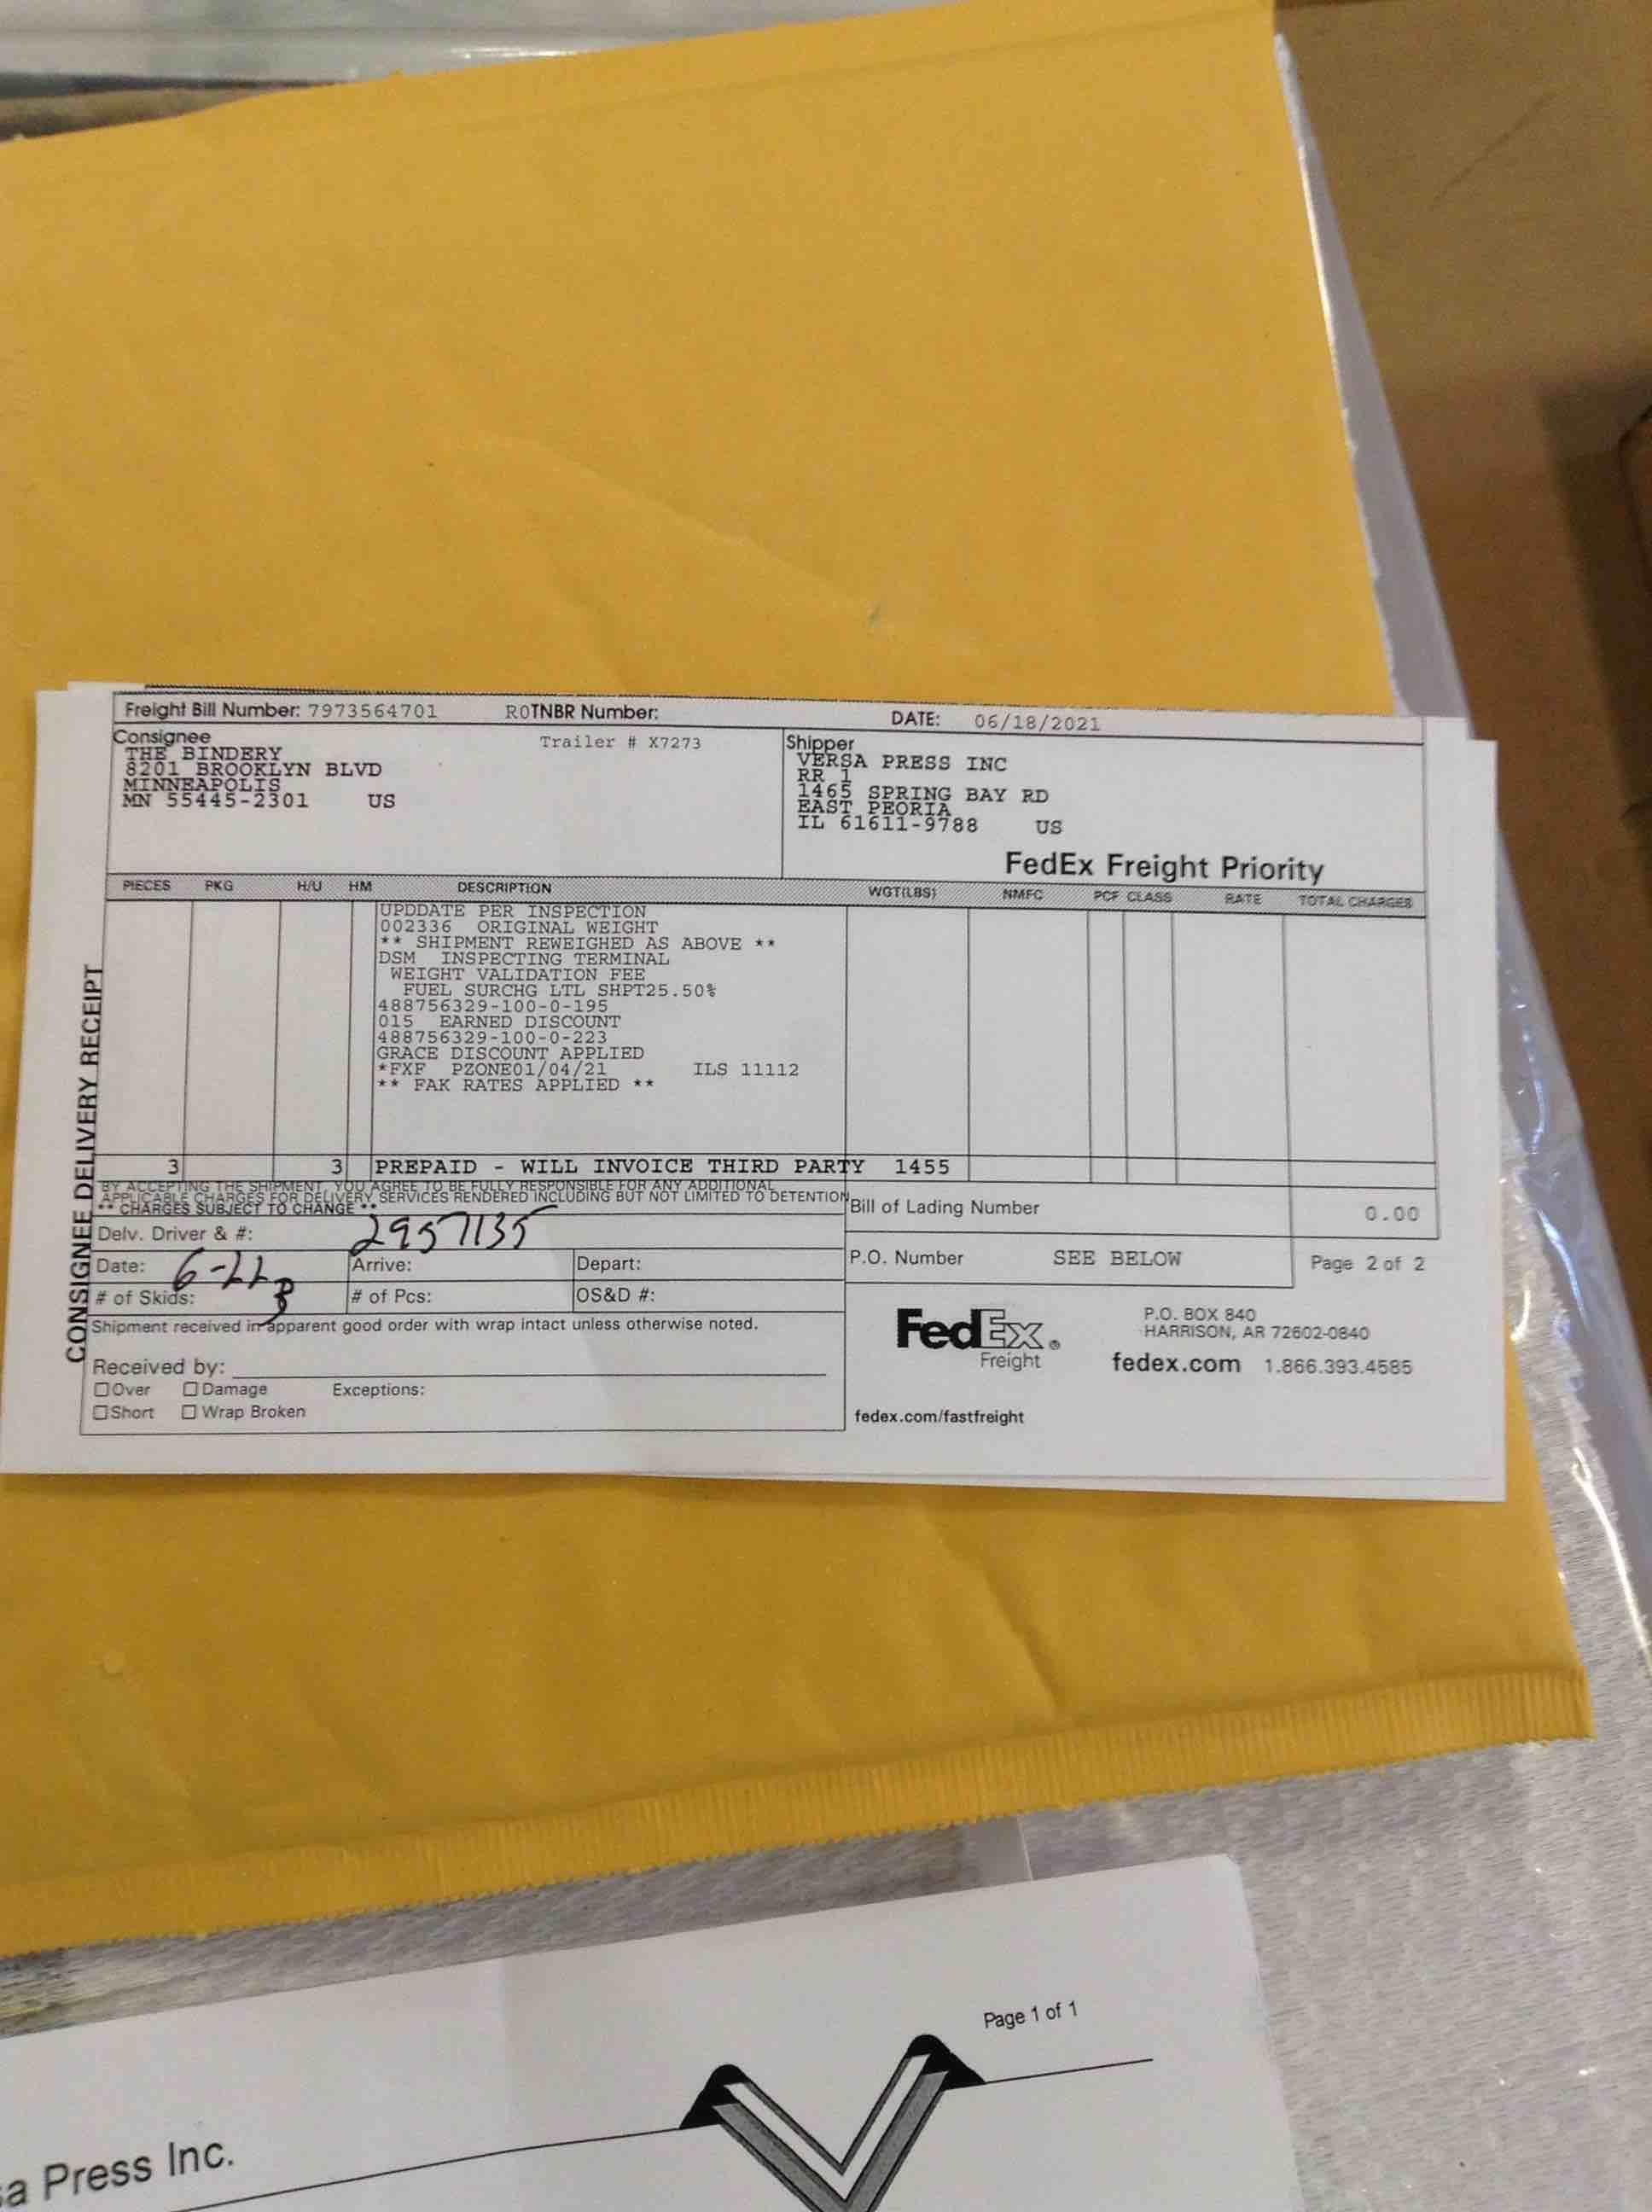 Freight Bill Number: 7973564701 ROTNBR Number: DATE: 06/18/2021
Consignee
THE BINDERY
8201 BROOKLYN BLVD
MINNEAPOLIS
MN 55445-2301 US
Trailer # X7273
Shipper
VERSA PRESS INC
RR 1
1465 SPRING BAY RD
EAST PEORIA
IL 61611-9788 US
FedEx Freight Priority
PIECES PKG H/U HM DESCRIPTION WGT(LBS) NMFC PCF CLASS RATE TOTAL CHARGES
UPDDATE PER INSPECTION
002336 ORIGINAL WEIGHT
** SHIPMENT REWEIGHED AS ABOVE **
DSM INSPECTING TERMINAL
WEIGHT VALIDATION FEE
FUEL SURCHG LTL SHPT25.50%
488756329-100-0-195
015 EARNED DISCOUNT
488756329-100-0-223
GRACE DISCOUNT APPLIED
*FXF PZONE01/04/21 ILS 11112
** FAK RATES APPLIED **
3 3 PREPAID - WILL INVOICE THIRD PARTY 1455
BY ACCEPTING THE SHIPMENT, YOU AGREE TO BE FULLY RESPONSIBLE FOR ANY ADDITIONAL
APPLICABLE CHARGES FOR DELIVERY SERVICES RENDERED INCLUDING BUT NOT LIMITED TO DETENTION
** CHARGES SUBJECT TO CHANGE **
Bill of Lading Number 0.00
Delv. Driver & #: 2957135
Date: 6-22 Arrive: Depart:
P.O. Number SEE BELOW Page 2 of 2
# of Skids: 3 # of Pcs: OS&D #:
Shipment received in apparent good order with wrap intact unless otherwise noted.
Received by:
Over Damage Exceptions:
Short Wrap Broken
FedEx®
Freight
P.O. BOX 840
HARRISON, AR 72602-0840
fedex.com 1.866.393.4585
fedex.com/fastfreight
CONSIGNEE DELIVERY RECEIPT
Page 1 of 1
sa Press Inc.